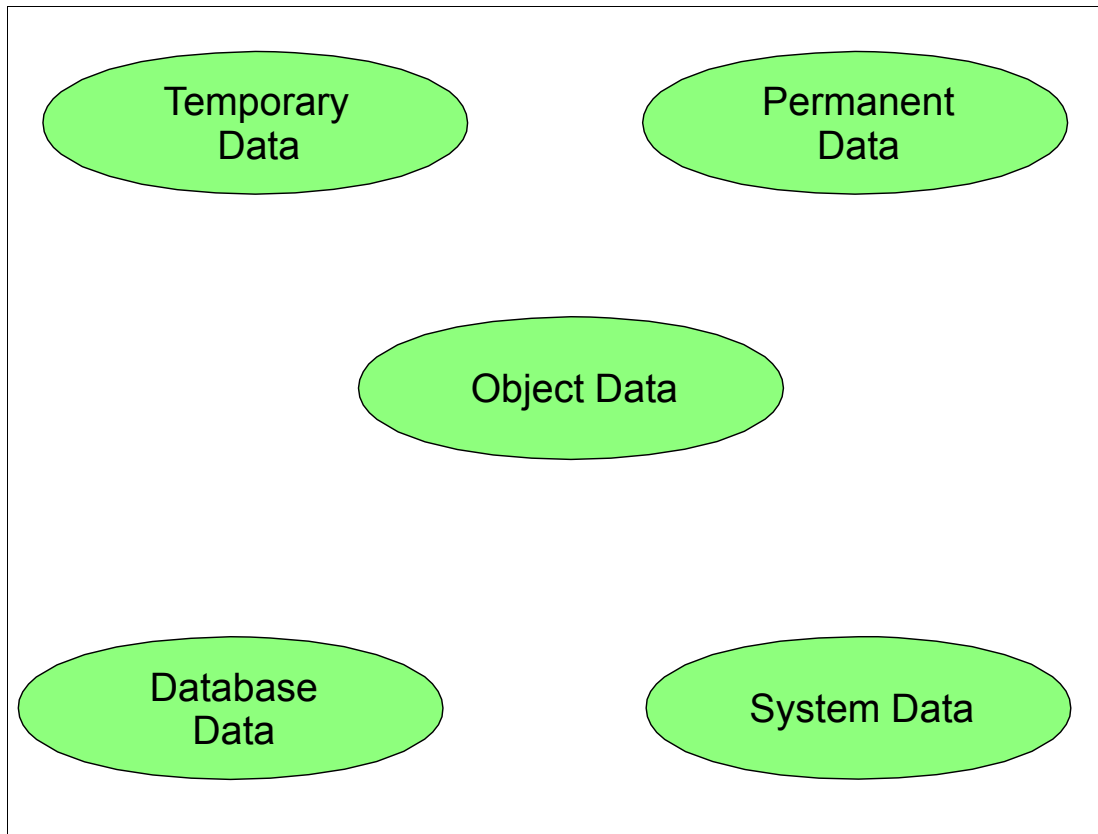 Temporary
Data
Permanent
Data
Object Data
Database
Data
System Data